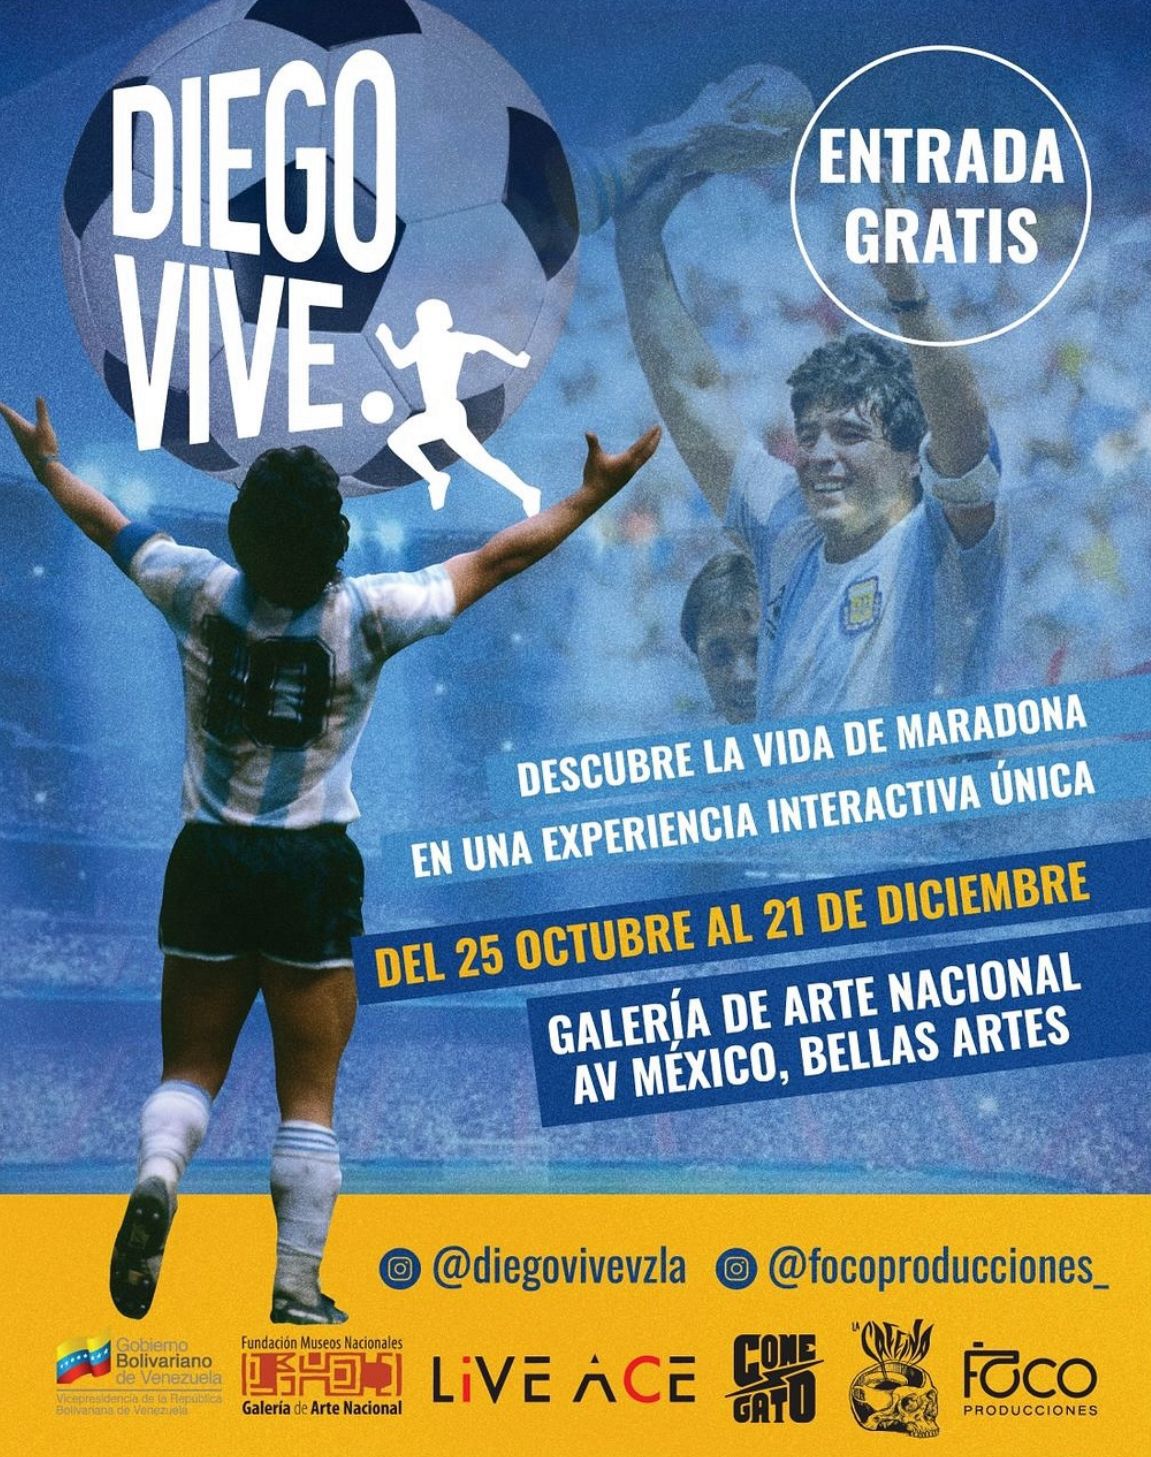 DIEGO
VIVE.
ENTRADA
GRATIS
10
DESCUBRE LA VIDA DE MARADONA
EN UNA EXPERIENCIA INTERACTIVA ÚNICA
DEL 25 OCTUBRE AL 21 DE DICIEMBRE
GALERÍA DE ARTE NACIONAL
AV MÉXICO, BELLAS ARTES
@diegovivevzla @focoproducciones_
Gobierno
Bolivariano
de Venezuela
Vicepresidencia de la República
Bolivariana de Venezuela
Fundación Museos Nacionales
Galería de Arte Nacional
LiVE ACE
CONE
GATO
LA CAFEINA
FOCO
PRODUCCIONES